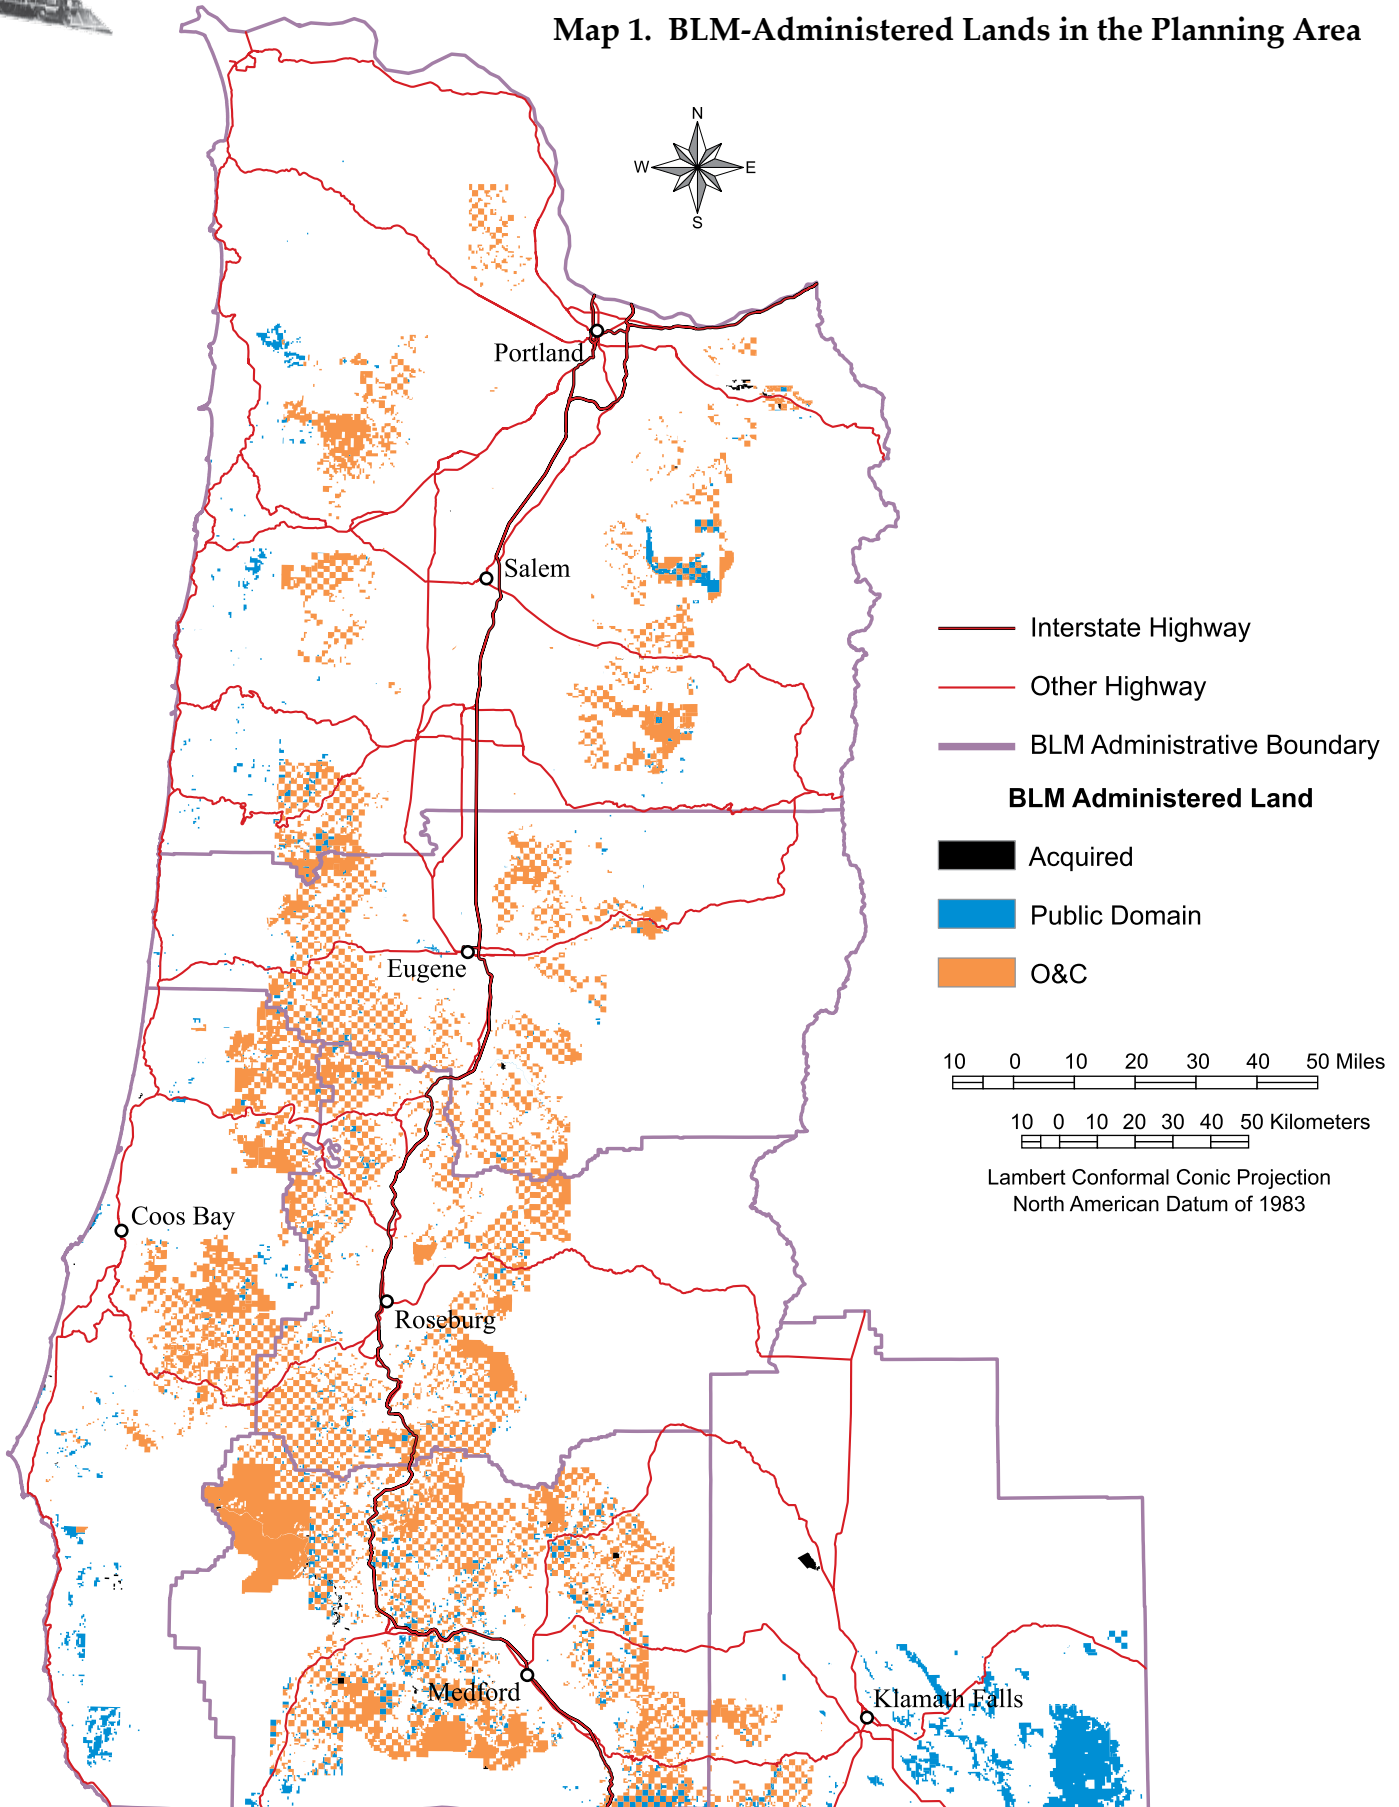 Map 1. BLM-Administered Lands in the Planning Area
N
W E
S
Portland
Salem
Interstate Highway
Other Highway
BLM Administrative Boundary
BLM Administered Land
Acquired
Public Domain
O&C
Eugene
10 0 10 20 30 40 50 Miles
10 0 10 20 30 40 50 Kilometers
Lambert Conformal Conic Projection
North American Datum of 1983
Coos Bay
Roseburg
Medford
Klamath Falls